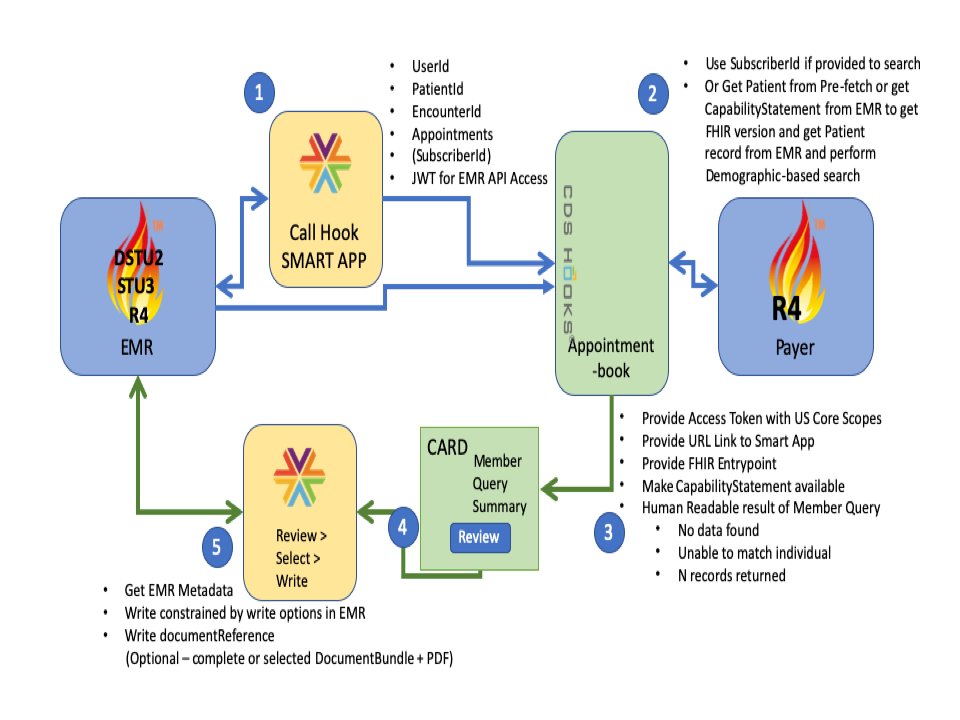 1
• UserId
• PatientId
• EncounterId
• Appointments
• (SubscriberId)
• JWT for EMR API Access
2
• Use SubscriberId if provided to search
• Or Get Patient from Pre-fetch or get
CapabilityStatement from EMR to get
FHIR version and get Patient
record from EMR and perform
Demographic-based search
Call Hook
SMART APP
DSTU2
STU3
R4
EMR
CDS HOOKS®
Appointment
-book
R4
Payer
• Provide Access Token with US Core Scopes
• Provide URL Link to Smart App
• Provide FHIR Entrypoint
• Make CapabilityStatement available
• Human Readable result of Member Query
• No data found
• Unable to match individual
• N records returned
3
CARD
Member
Query
Summary
Review
4
Review >
Select >
Write
5
• Get EMR Metadata
• Write constrained by write options in EMR
• Write documentReference
(Optional – complete or selected DocumentBundle + PDF)